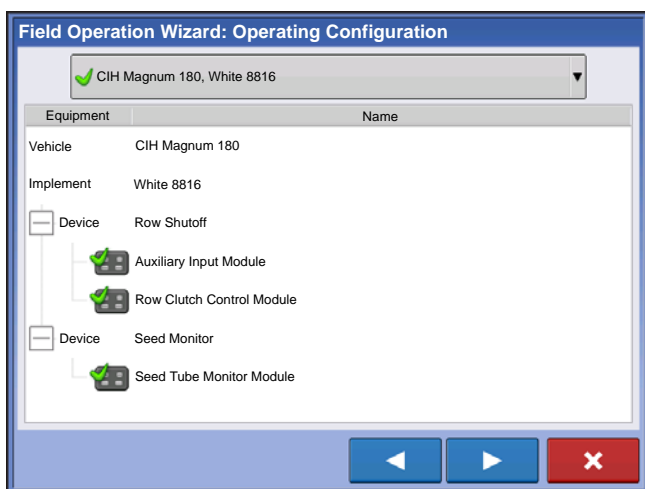 Field Operation Wizard: Operating Configuration
CIH Magnum 180, White 8816
Equipment Name
Vehicle CIH Magnum 180
Implement White 8816
Device Row Shutoff
Auxiliary Input Module
Row Clutch Control Module
Device Seed Monitor
Seed Tube Monitor Module